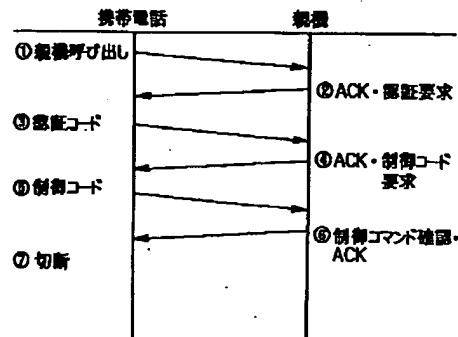 携帯電話
親機
①親機呼び出し
②ACK・認証要求
③認証コード
④ACK・制御コード
要求
⑤制御コード
⑥制御コマンド確認・
ACK
⑦切断